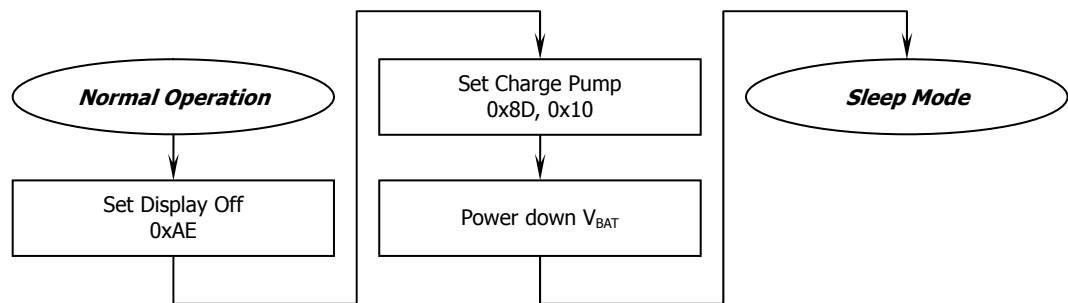 Normal Operation
Set Display Off
0xAE
Set Charge Pump
0x8D, 0x10
Power down VBAT
Sleep Mode